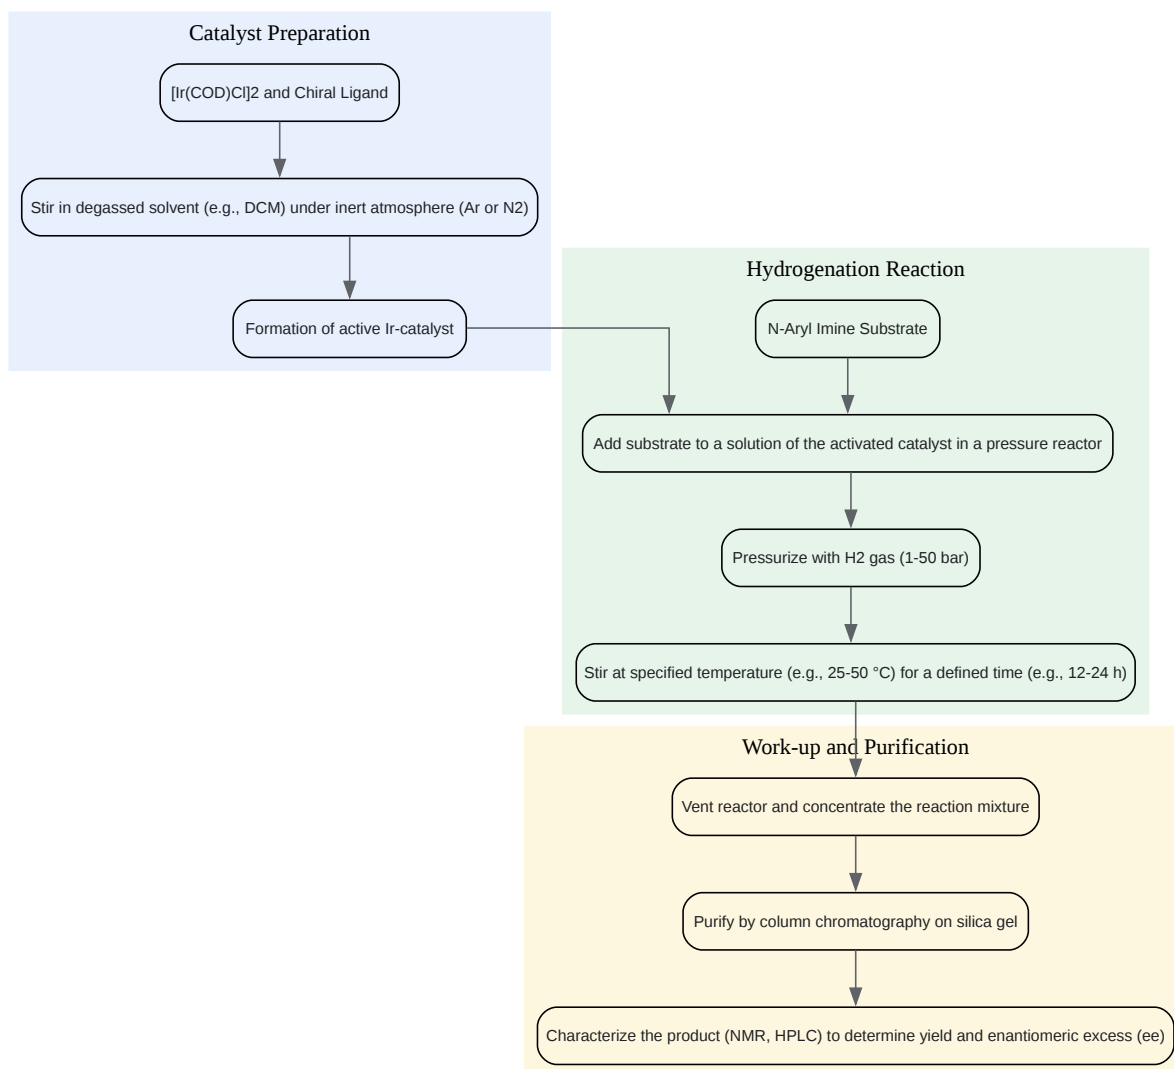 Catalyst Preparation
[Ir(COD)Cl]2 and Chiral Ligand
Stir in degassed solvent (e.g., DCM) under inert atmosphere (Ar or N2)
Formation of active Ir-catalyst
Hydrogenation Reaction
N-Aryl Imine Substrate
Add substrate to a solution of the activated catalyst in a pressure reactor
Pressurize with H2 gas (1-50 bar)
Stir at specified temperature (e.g., 25-50 °C) for a defined time (e.g., 12-24 h)
Work-up and Purification
Vent reactor and concentrate the reaction mixture
Purify by column chromatography on silica gel
Characterize the product (NMR, HPLC) to determine yield and enantiomeric excess (ee)